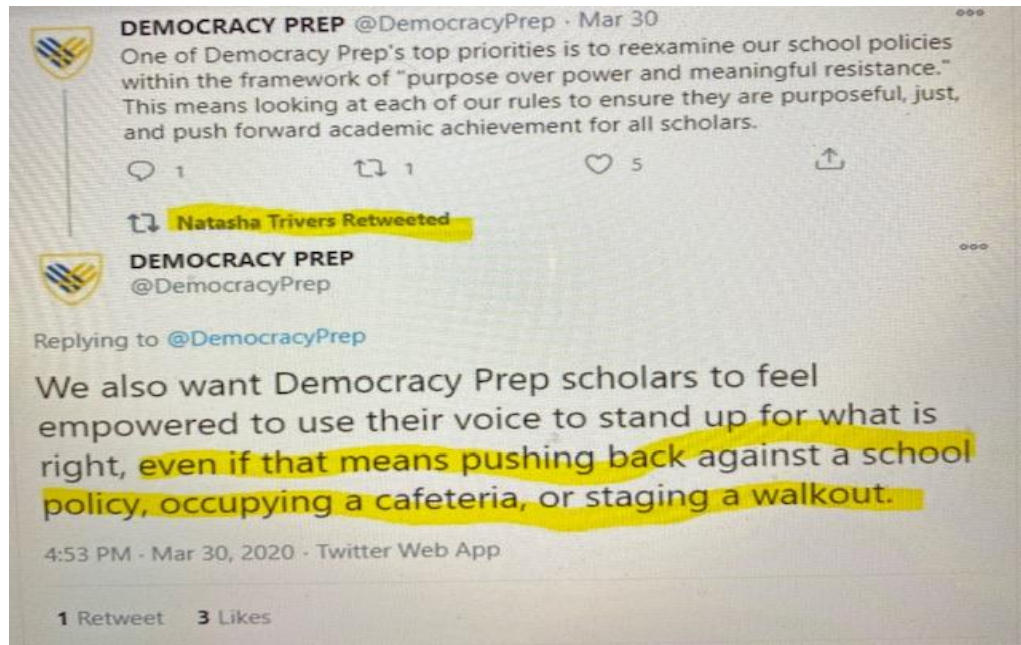 DEMOCRACY PREP @DemocracyPrep · Mar 30
One of Democracy Prep's top priorities is to reexamine our school policies
within the framework of "purpose over power and meaningful resistance."
This means looking at each of our rules to ensure they are purposeful, just,
and push forward academic achievement for all scholars.
1 1 5
Natasha Trivers Retweeted
DEMOCRACY PREP
@DemocracyPrep
Replying to @DemocracyPrep
We also want Democracy Prep scholars to feel
empowered to use their voice to stand up for what is
right, even if that means pushing back against a school
policy, occupying a cafeteria, or staging a walkout.
4:53 PM · Mar 30, 2020 · Twitter Web App
1 Retweet 3 Likes